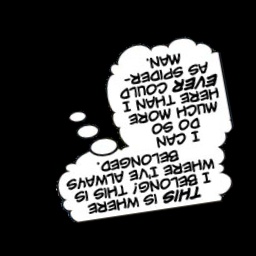 THIS IS WHERE
I BELONG! THIS IS
WHERE I'VE ALWAYS
BELONGED.
I CAN
DO SO
MUCH MORE
HERE THAN I
EVER COULD
AS SPIDER-
MAN.